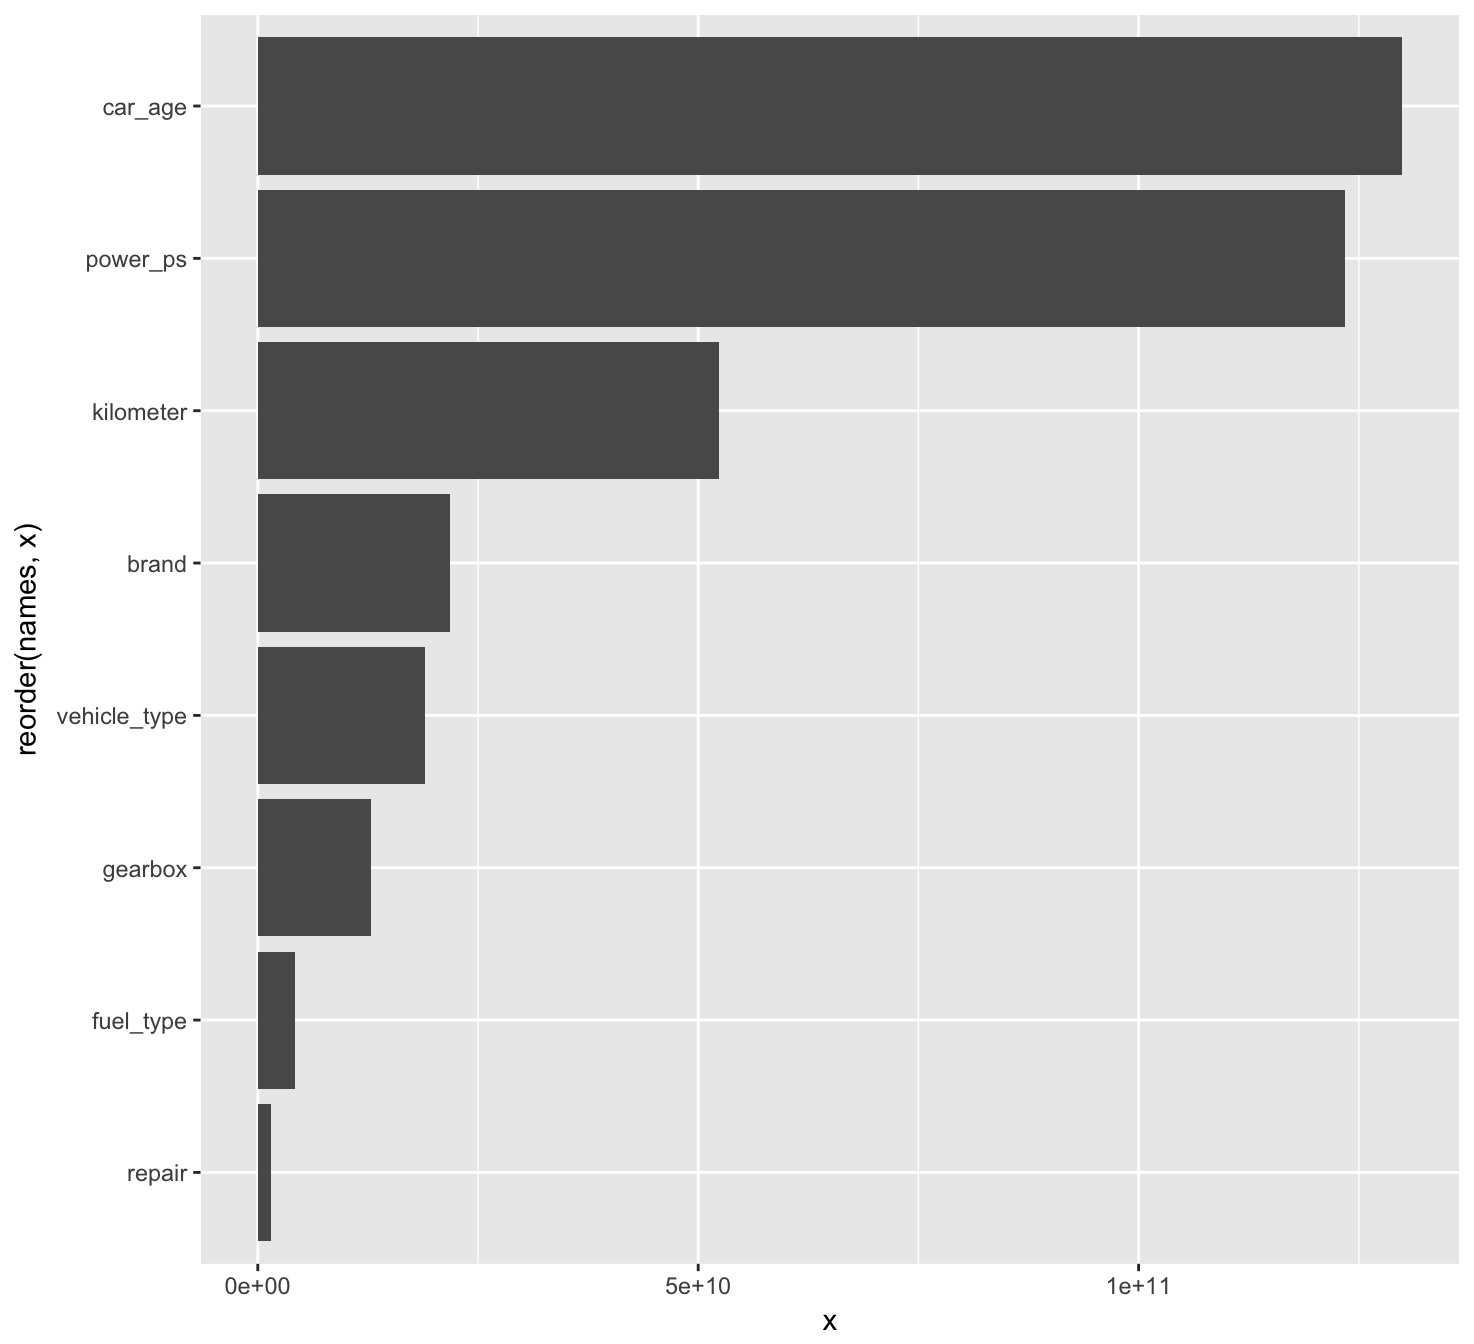 reorder(names, x)
car_age
power_ps
kilometer
brand
vehicle_type
gearbox
fuel_type
repair
0e+00 5e+10 1e+11
x